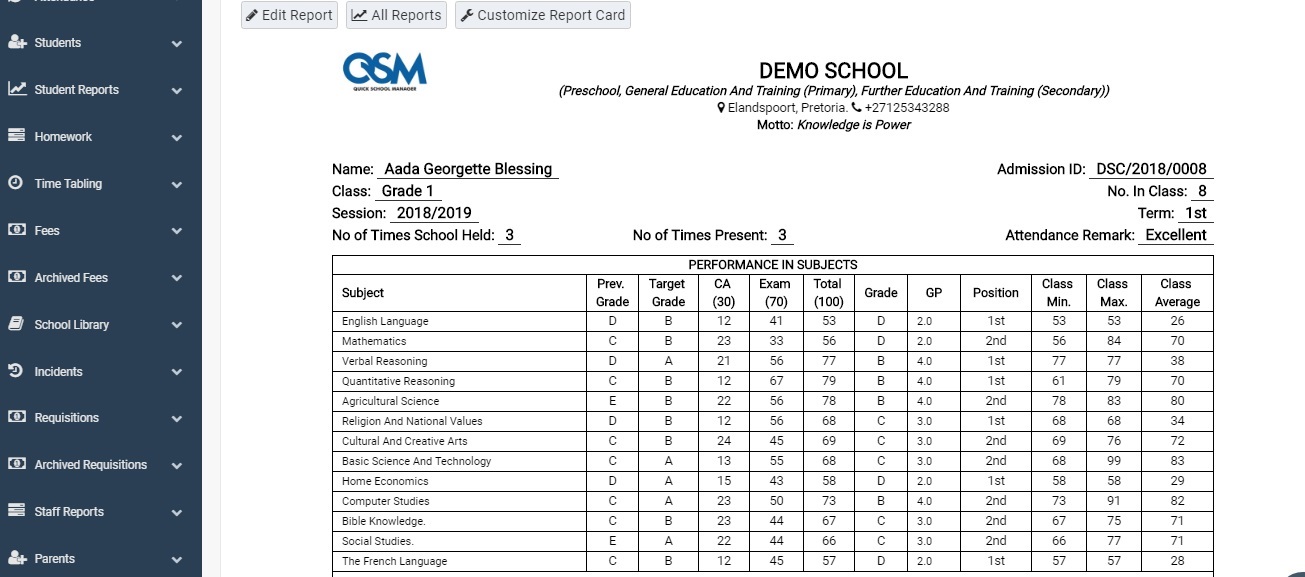 Edit Report All Reports Customize Report Card
Students
Student Reports
Homework
Time Tabling
Fees
Archived Fees
School Library
Incidents
Requisitions
Archived Requisitions
Staff Reports
Parents
QSM
QUICK SCHOOL MANAGER
DEMO SCHOOL
(Preschool, General Education And Training (Primary), Further Education And Training (Secondary))
Elandspoort, Pretoria. +27125343288
Motto: Knowledge is Power
Name: Aada Georgette Blessing Admission ID: DSC/2018/0008
Class: Grade 1 No. In Class: 8
Session: 2018/2019 Term: 1st
No of Times School Held: 3 No of Times Present: 3 Attendance Remark: Excellent
PERFORMANCE IN SUBJECTS
Subject Prev. Grade Target Grade CA (30) Exam (70) Total (100) Grade GP Position Class Min. Class Max. Class Average
English Language D B 12 41 53 D 2.0 1st 53 53 26
Mathematics C B 23 33 56 D 2.0 2nd 56 84 70
Verbal Reasoning D A 21 56 77 B 4.0 1st 77 77 38
Quantitative Reasoning C B 12 67 79 B 4.0 1st 61 79 70
Agricultural Science E B 22 56 78 B 4.0 2nd 78 83 80
Religion And National Values D B 12 56 68 C 3.0 1st 68 68 34
Cultural And Creative Arts C B 24 45 69 C 3.0 2nd 69 76 72
Basic Science And Technology C A 13 55 68 C 3.0 2nd 68 99 83
Home Economics D A 15 43 58 D 2.0 1st 58 58 29
Computer Studies C A 23 50 73 B 4.0 2nd 73 91 82
Bible Knowledge. C B 23 44 67 C 3.0 2nd 67 75 71
Social Studies. E A 22 44 66 C 3.0 2nd 66 77 71
The French Language C B 12 45 57 D 2.0 1st 57 57 28